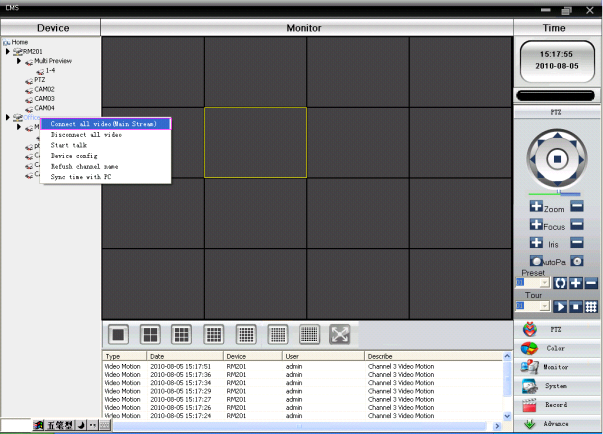 CMS
Device
Monitor
Time
Home
RM201
Multi Preview
1-4
PTZ
CAM02
CAM03
CAM04
Office
M
pt
CA
C
CA
Connect all video(Main Stream)
Disconnect all video
Start talk
Device config
Refush channel name
Sync time with PC
15:17:55
2010-08-05
PTZ
Zoom
Focus
Iris
AutoPa
Preset
Tour
PTZ
Color
Monitor
System
Record
Advance
Type Date Device User Describe
Video Motion 2010-08-05 15:17:51 RM201 admin Channel 3 Video Motion
Video Motion 2010-08-05 15:17:36 RM201 admin Channel 3 Video Motion
Video Motion 2010-08-05 15:17:34 RM201 admin Channel 3 Video Motion
Video Motion 2010-08-05 15:17:29 RM201 admin Channel 3 Video Motion
Video Motion 2010-08-05 15:17:27 RM201 admin Channel 3 Video Motion
Video Motion 2010-08-05 15:17:26 RM201 admin Channel 3 Video Motion
Video Motion 2010-08-05 15:17:24 RM201 admin Channel 3 Video Motion
五笔型